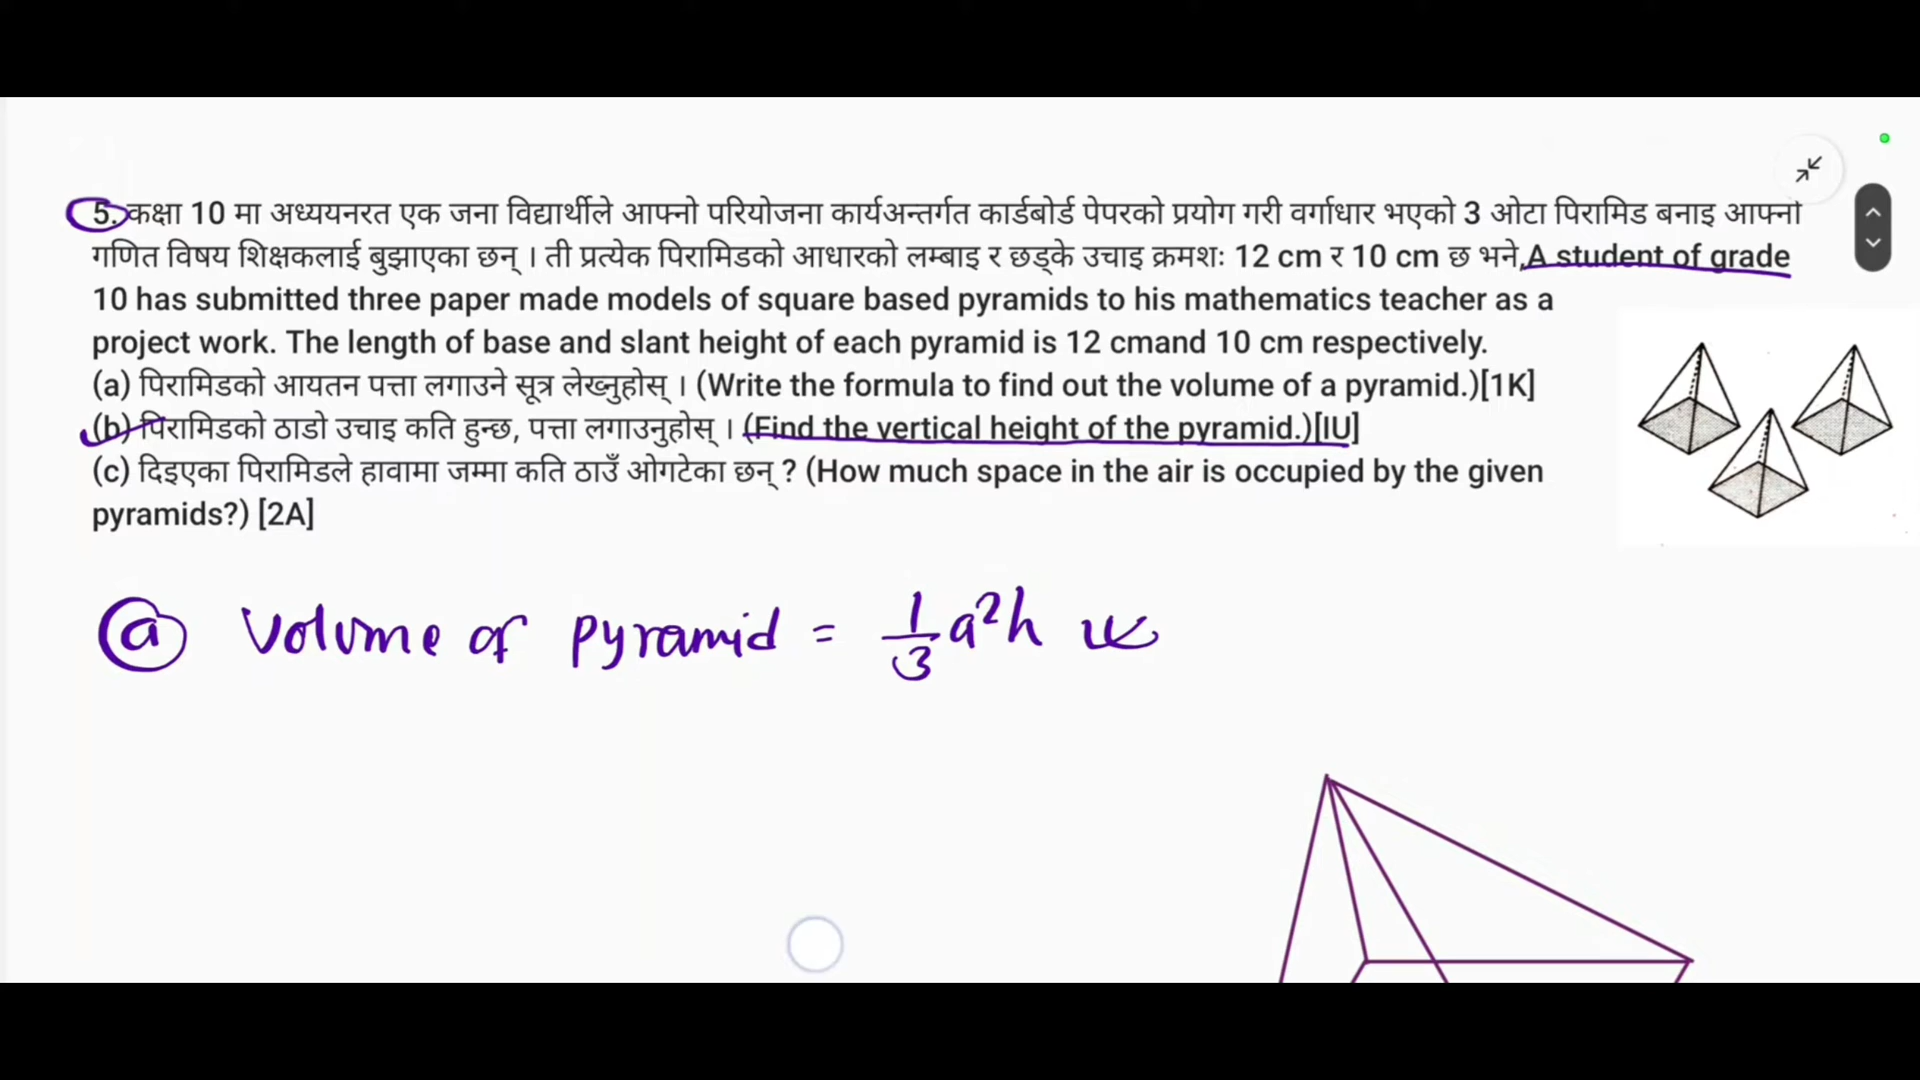 5. कक्षा 10 मा अध्ययनरत एक जना विद्यार्थीले आफ्नो परियोजना कार्यअन्तर्गत कार्डबोर्ड पेपरको प्रयोग गरी वर्गाधार भएको 3 ओटा पिरामिड बनाइ आफ्नो
गणित विषय शिक्षकलाई बुझाएका छन् । ती प्रत्येक पिरामिडको आधारको लम्बाइ र छड्के उचाइ क्रमशः 12 cm र 10 cm छ भने,A student of grade
10 has submitted three paper made models of square based pyramids to his mathematics teacher as a
project work. The length of base and slant height of each pyramid is 12 cmand 10 cm respectively.
(a) पिरामिडको आयतन पत्ता लगाउने सूत्र लेख्नुहोस् । (Write the formula to find out the volume of a pyramid.)[1K]
(b) पिरामिडको ठाडो उचाइ कति हुन्छ, पत्ता लगाउनुहोस् । (Find the vertical height of the pyramid.)[IU]
(c) दिइएका पिरामिडले हावामा जम्मा कति ठाउँ ओगटेका छन् ? (How much space in the air is occupied by the given
pyramids?) [2A]
a Volume of pyramid = 1/3 a²h